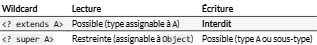 Wildcard Lecture Écriture
<? extends A> Possible (type assignable à A) Interdit
<? super A> Restreinte (assignable à Object) Possible (type A ou sous-type)